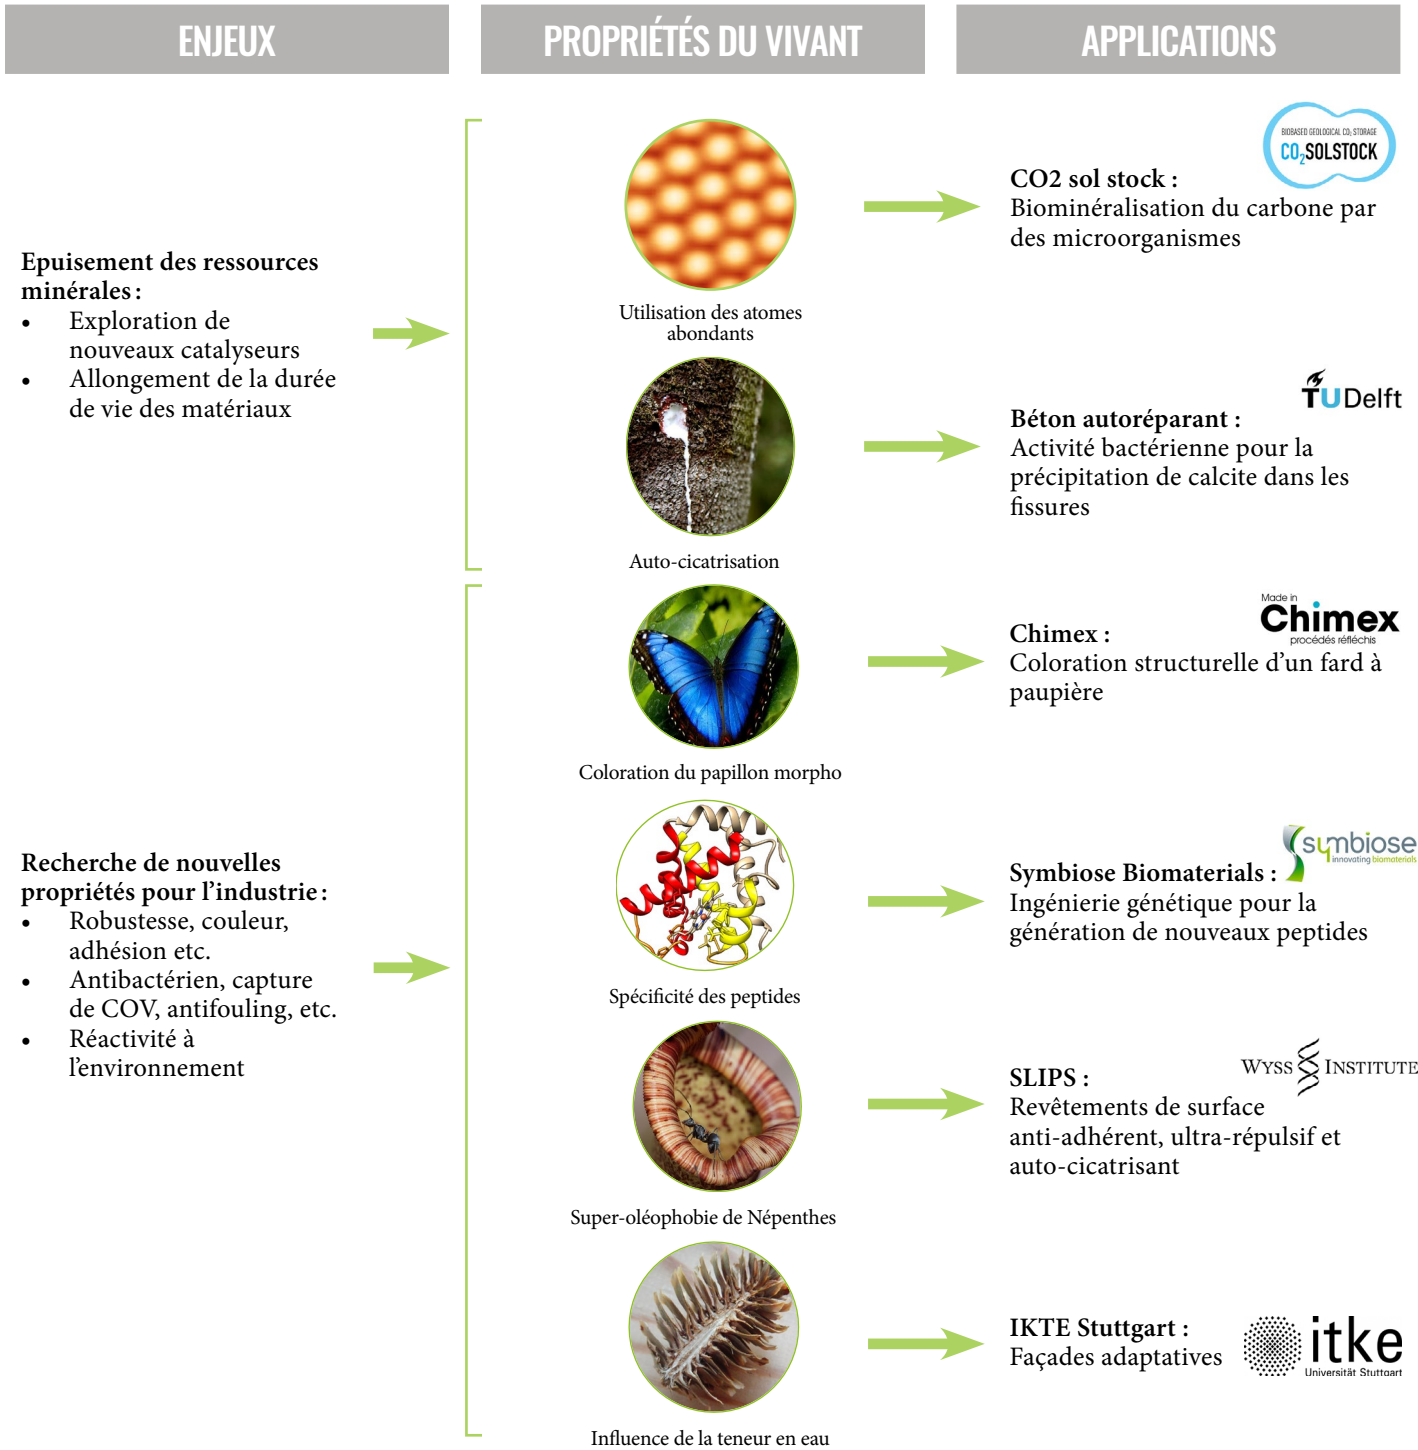 ENJEUX
PROPRIÉTÉS DU VIVANT
APPLICATIONS
Epuisement des ressources
minérales :
• Exploration de
nouveaux catalyseurs
• Allongement de la durée
de vie des matériaux
Utilisation des atomes
abondants
BIOBASED GEOLOGICAL CO₂ STORAGE
CO₂SOLSTOCK
CO2 sol stock :
Biominéralisation du carbone par
des microorganismes
Auto-cicatrisation
TUDelft
Béton autoréparant :
Activité bactérienne pour la
précipitation de calcite dans les
fissures
Recherche de nouvelles
propriétés pour l’industrie :
• Robustesse, couleur,
adhésion etc.
• Antibactérien, capture
de COV, antifouling, etc.
• Réactivité à
l’environnement
Coloration du papillon morpho
Made in
Chimex
procédés réfléchis
Chimex :
Coloration structurelle d’un fard à
paupière
Spécificité des peptides
symbiose
innovating biomaterials
Symbiose Biomaterials :
Ingénierie génétique pour la
génération de nouveaux peptides
Super-oléophobie de Népenthes
WYSS INSTITUTE
SLIPS :
Revêtements de surface
anti-adhérent, ultra-répulsif et
auto-cicatrisant
Influence de la teneur en eau
IKTE Stuttgart :
Façades adaptatives
itke
Universität Stuttgart